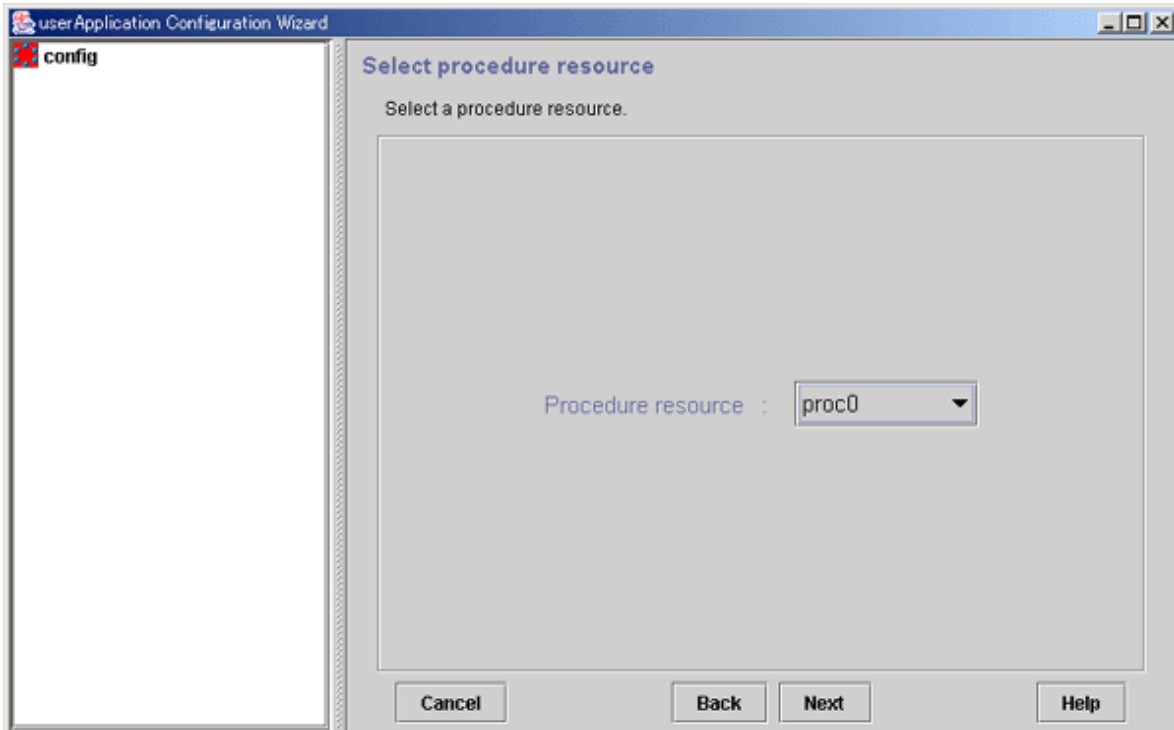 userApplication Configuration Wizard
config
Select procedure resource
Select a procedure resource.
Procedure resource : proc0
Cancel Back Next Help